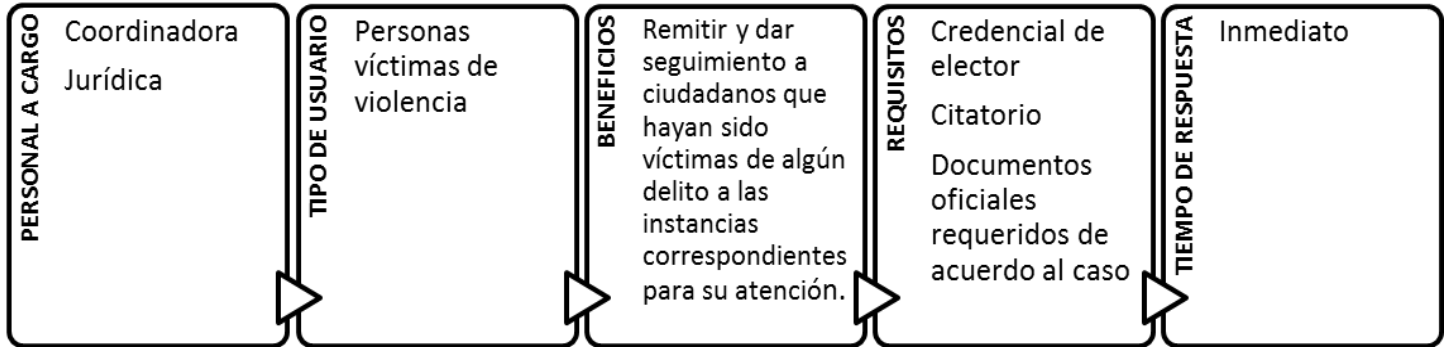 PERSONAL A CARGO
Coordinadora
Jurídica
TIPO DE USUARIO
Personas
víctimas de
violencia
BENEFICIOS
Remitir y dar
seguimiento a
ciudadanos que
hayan sido
víctimas de algún
delito a las
instancias
correspondientes
para su atención.
REQUISITOS
Credencial de
elector
Citatorio
Documentos
oficiales
requeridos de
acuerdo al caso
TIEMPO DE RESPUESTA
Inmediato